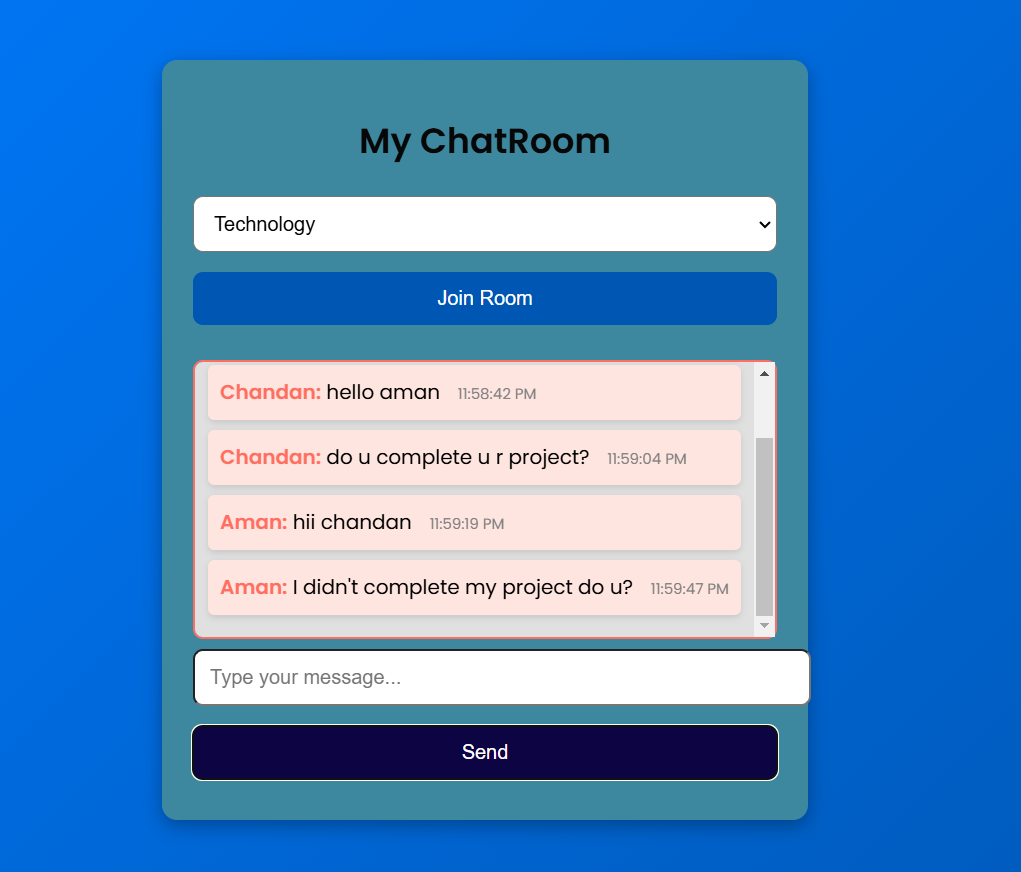 My ChatRoom
Technology
Join Room
Chandan: hello aman 11:58:42 PM
Chandan: do u complete u r project? 11:59:04 PM
Aman: hii chandan 11:59:19 PM
Aman: I didn't complete my project do u? 11:59:47 PM
Type your message...
Send